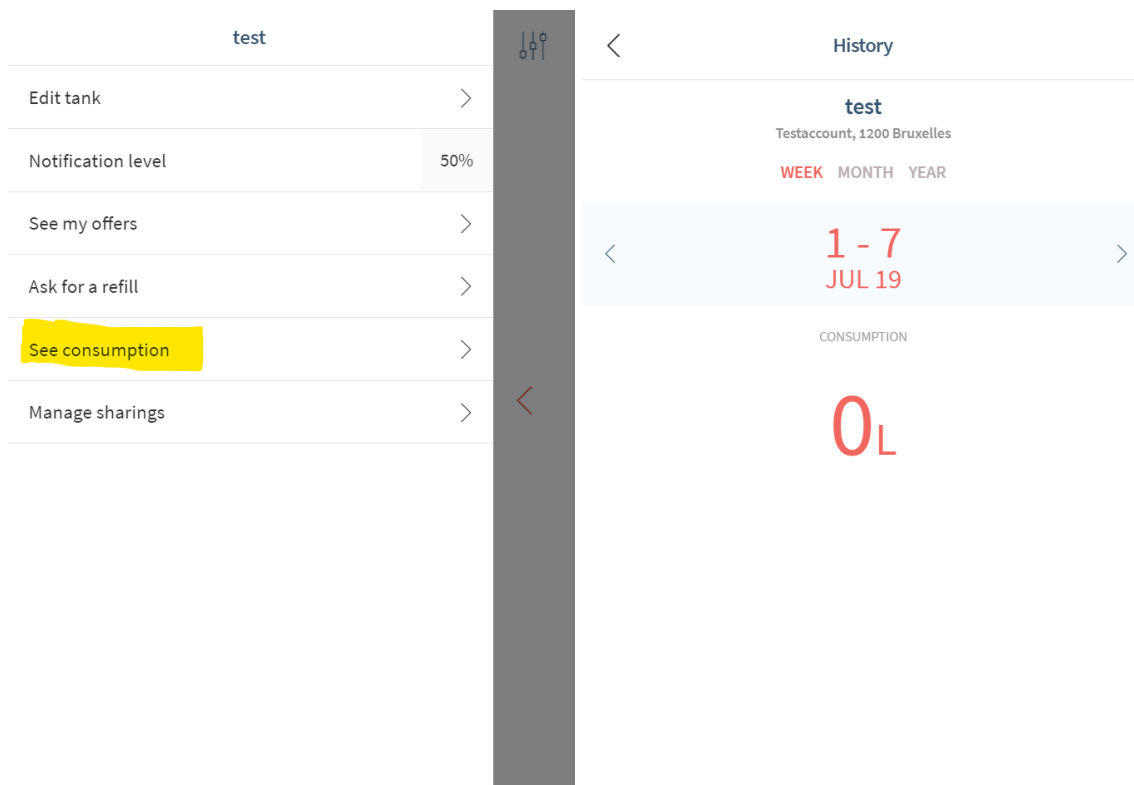 test
Edit tank
Notification level 50%
See my offers
Ask for a refill
See consumption
Manage sharings
History
test
Testaccount, 1200 Bruxelles
WEEK MONTH YEAR
1 - 7
JUL 19
CONSUMPTION
0L